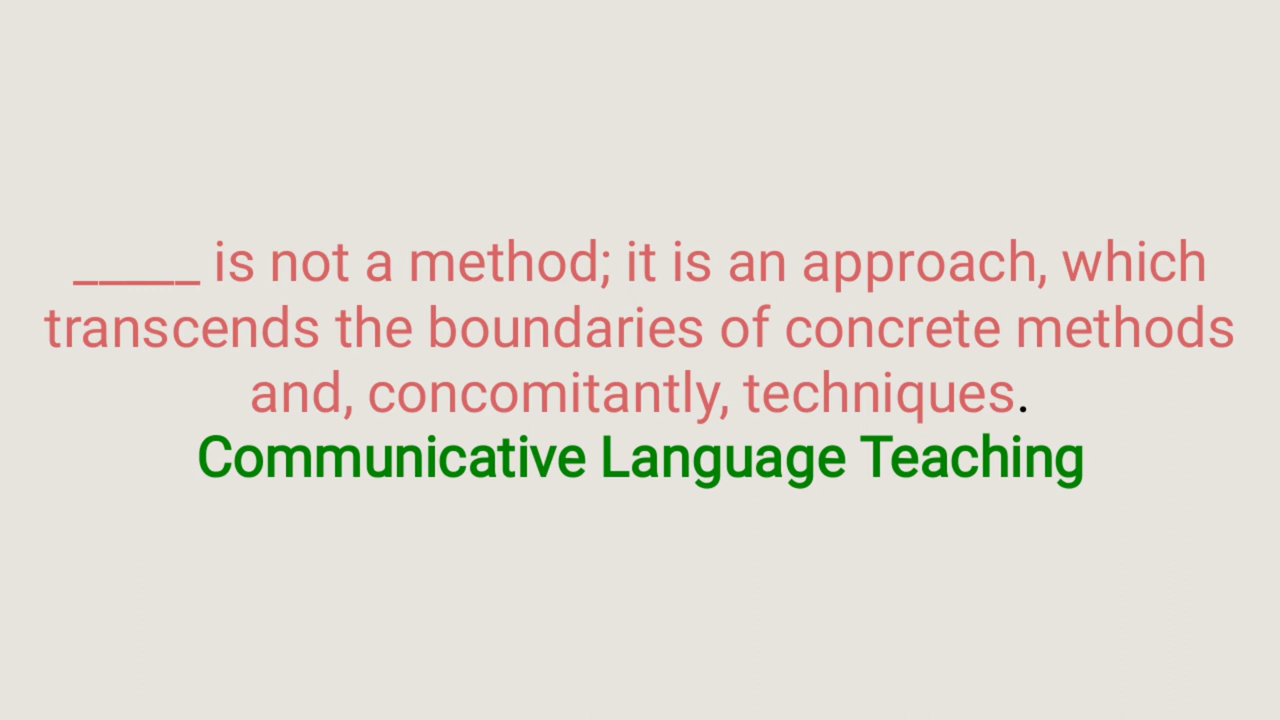 _____ is not a method; it is an approach, which
transcends the boundaries of concrete methods
and, concomitantly, techniques.
Communicative Language Teaching